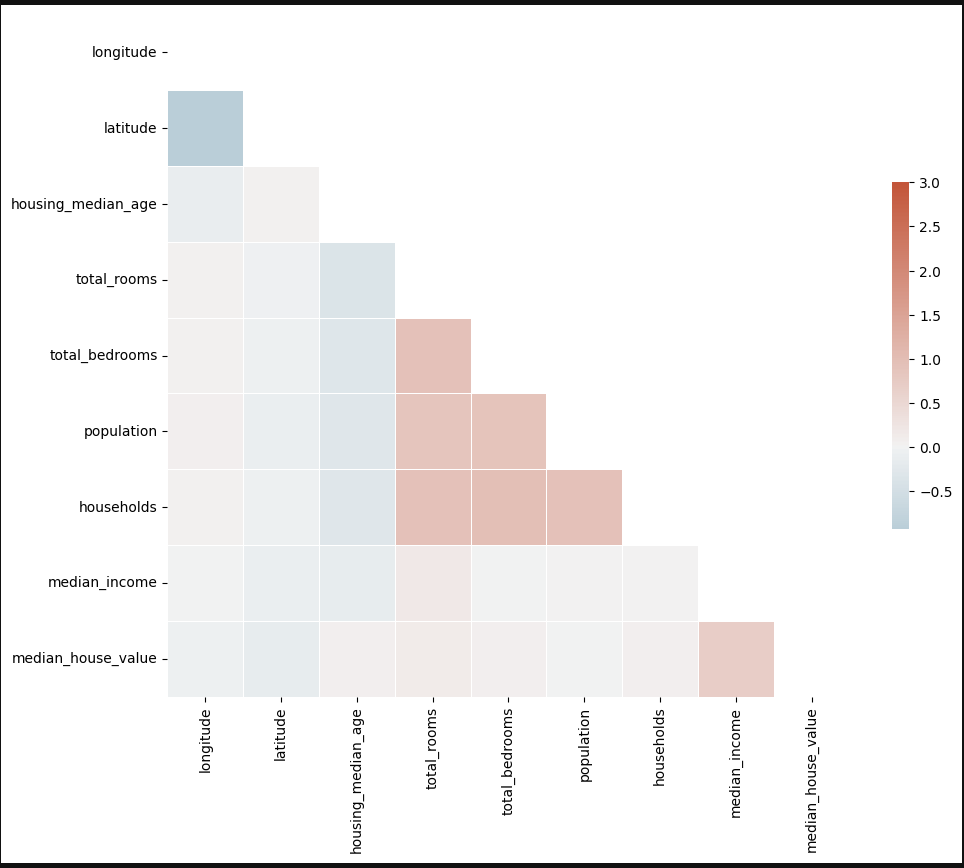 longitude
latitude
housing_median_age
total_rooms
total_bedrooms
population
households
median_income
median_house_value
3.0
2.5
2.0
1.5
1.0
0.5
0.0
−0.5
longitude
latitude
housing_median_age
total_rooms
total_bedrooms
population
households
median_income
median_house_value